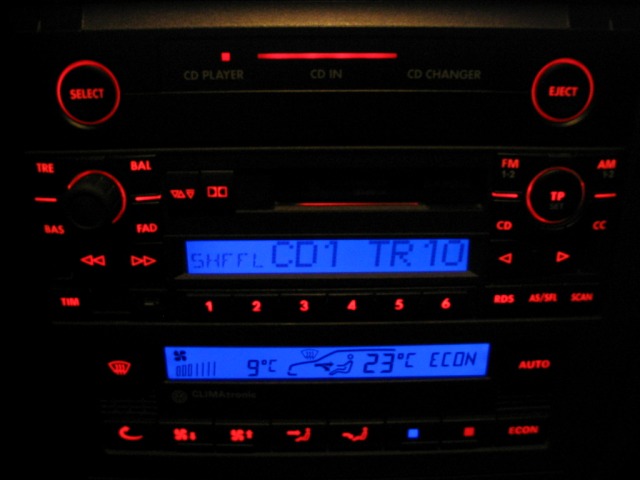 CD PLAYER CD IN CD CHANGER
SELECT EJECT
TRE BAL FM AM
1-2 1-2
TP
SET
BAS FAD CD CC
SHFFL CD1 TR10
TIM 1 2 3 4 5 6 RDS AS/SFL SCAN
9°C 23°C ECON
AUTO
CLIMAtronic
ECON